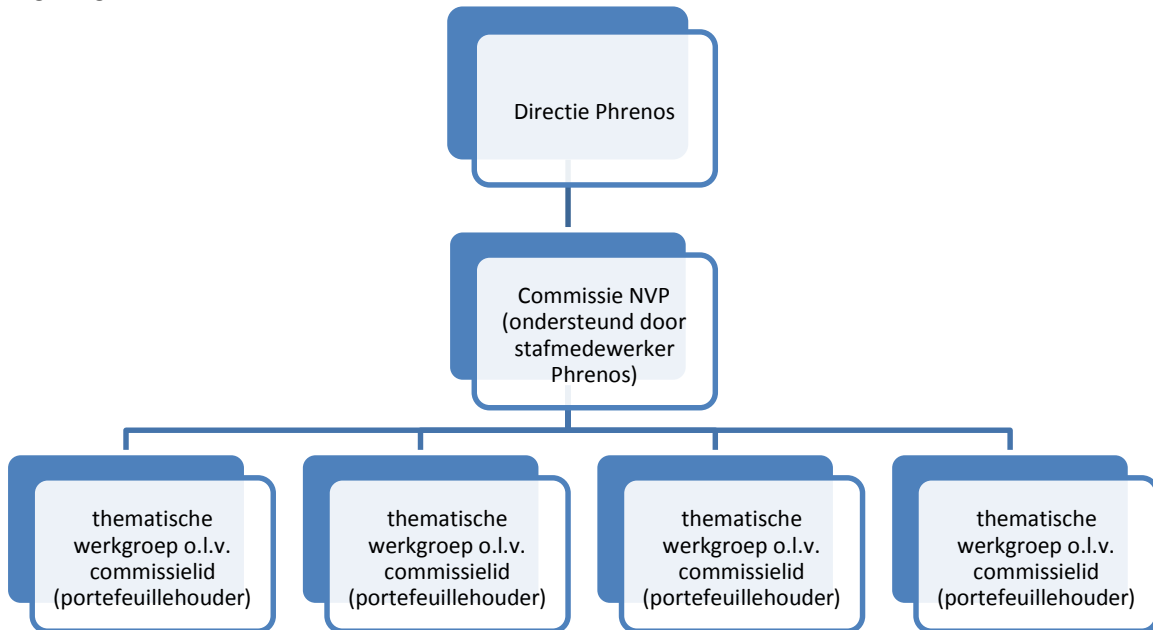 Directie Phrenos
Commissie NVP
(ondersteund door
stafmedewerker
Phrenos)
thematische
werkgroep o.l.v.
commissielid
(portefeuillehouder)
thematische
werkgroep o.l.v.
commissielid
(portefeuillehouder)
thematische
werkgroep o.l.v.
commissielid
(portefeuillehouder)
thematische
werkgroep o.l.v.
commissielid
(portefeuillehouder)